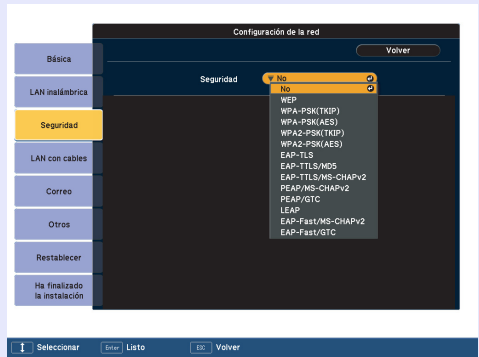 Configuración de la red
Volver
Básica
LAN inalámbrica
Seguridad
LAN con cables
Correo
Otros
Restablecer
Ha finalizado
la instalación
Seguridad
No
No
WEP
WPA-PSK(TKIP)
WPA-PSK(AES)
WPA2-PSK(TKIP)
WPA2-PSK(AES)
EAP-TLS
EAP-TTLS/MD5
EAP-TTLS/MS-CHAPv2
PEAP/MS-CHAPv2
PEAP/GTC
LEAP
EAP-Fast/MS-CHAPv2
EAP-Fast/GTC
Seleccionar Enter Listo ESC Volver